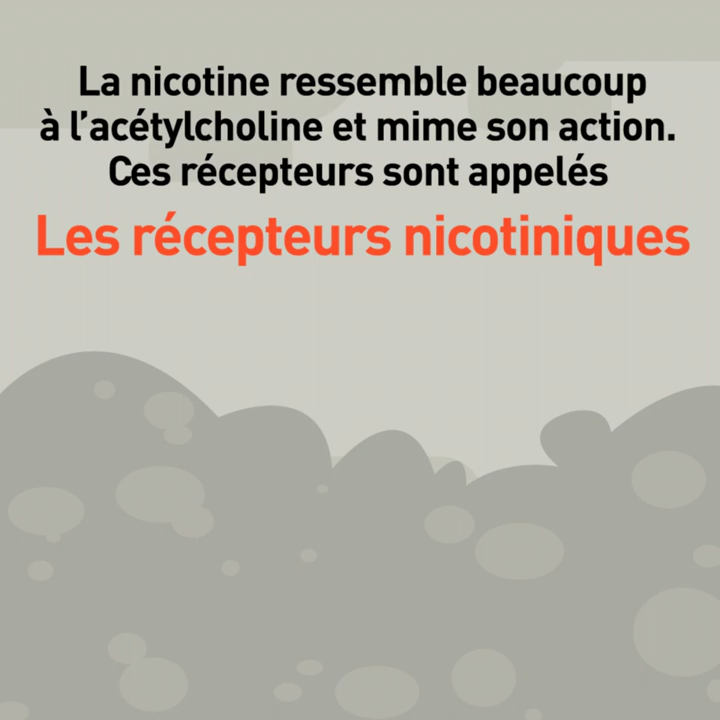 La nicotine ressemble beaucoup
à l'acétylcholine et mime son action.
Ces récepteurs sont appelés
Les récepteurs nicotiniques